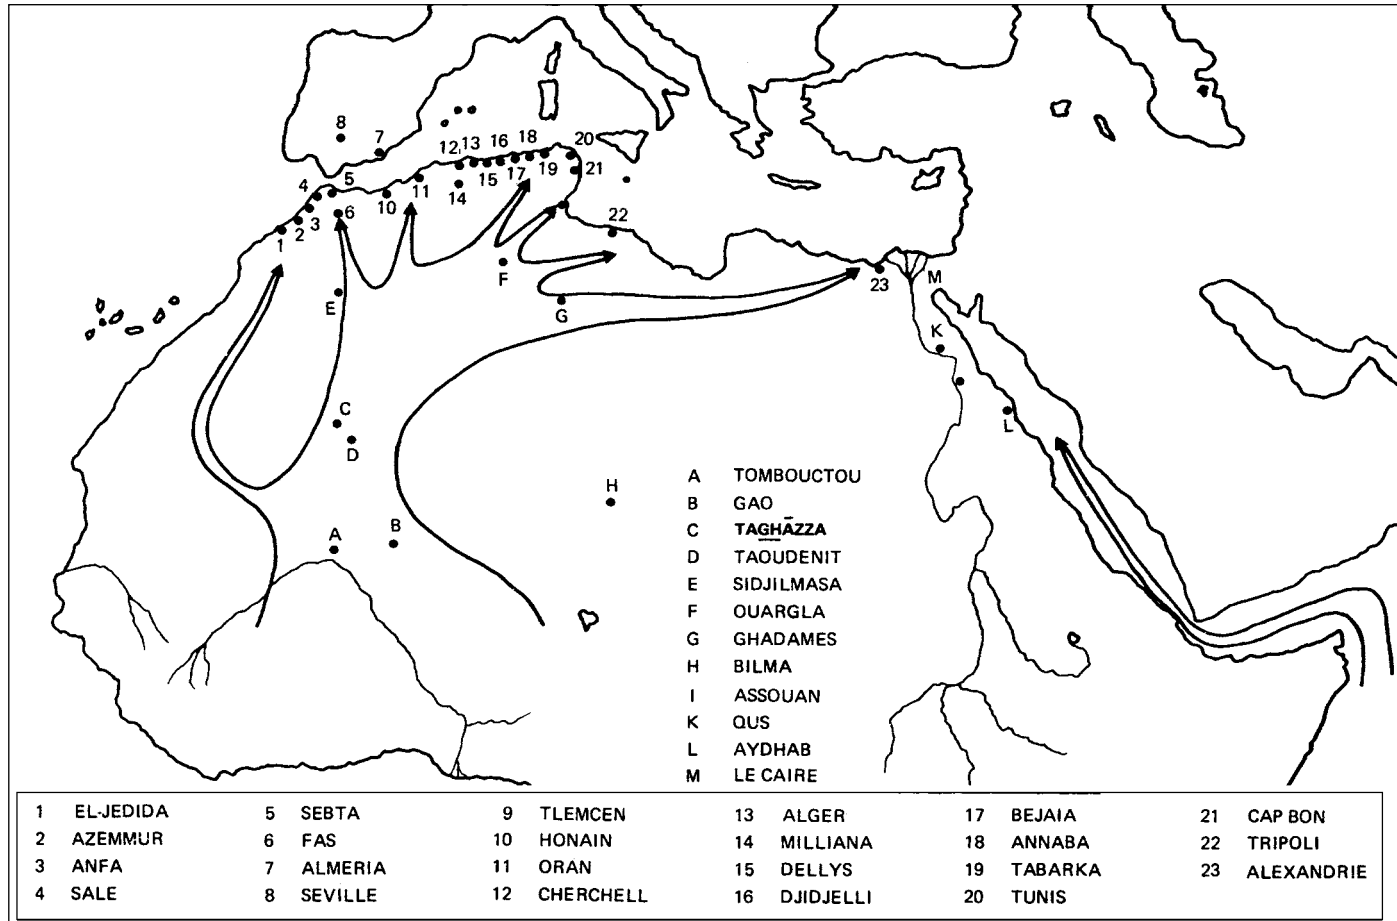 8
7
12
13
16
18
20
15
17
19
21
4
5
11
14
3
6
10
2
1
22
F
23
M
E
G
K
C
D
L
H
A
B
A TOMBOUCTOU
B GAO
C TAGHĀZZA
D TAOUDENIT
E SIDJILMASA
F OUARGLA
G GHADAMES
H BILMA
I ASSOUAN
K QUS
L AYDHAB
M LE CAIRE
1 EL-JEDIDA
2 AZEMMUR
3 ANFA
4 SALE
5 SEBTA
6 FAS
7 ALMERIA
8 SEVILLE
9 TLEMCEN
10 HONAIN
11 ORAN
12 CHERCHELL
13 ALGER
14 MILLIANA
15 DELLYS
16 DJIDJELLI
17 BEJAIA
18 ANNABA
19 TABARKA
20 TUNIS
21 CAP BON
22 TRIPOLI
23 ALEXANDRIE